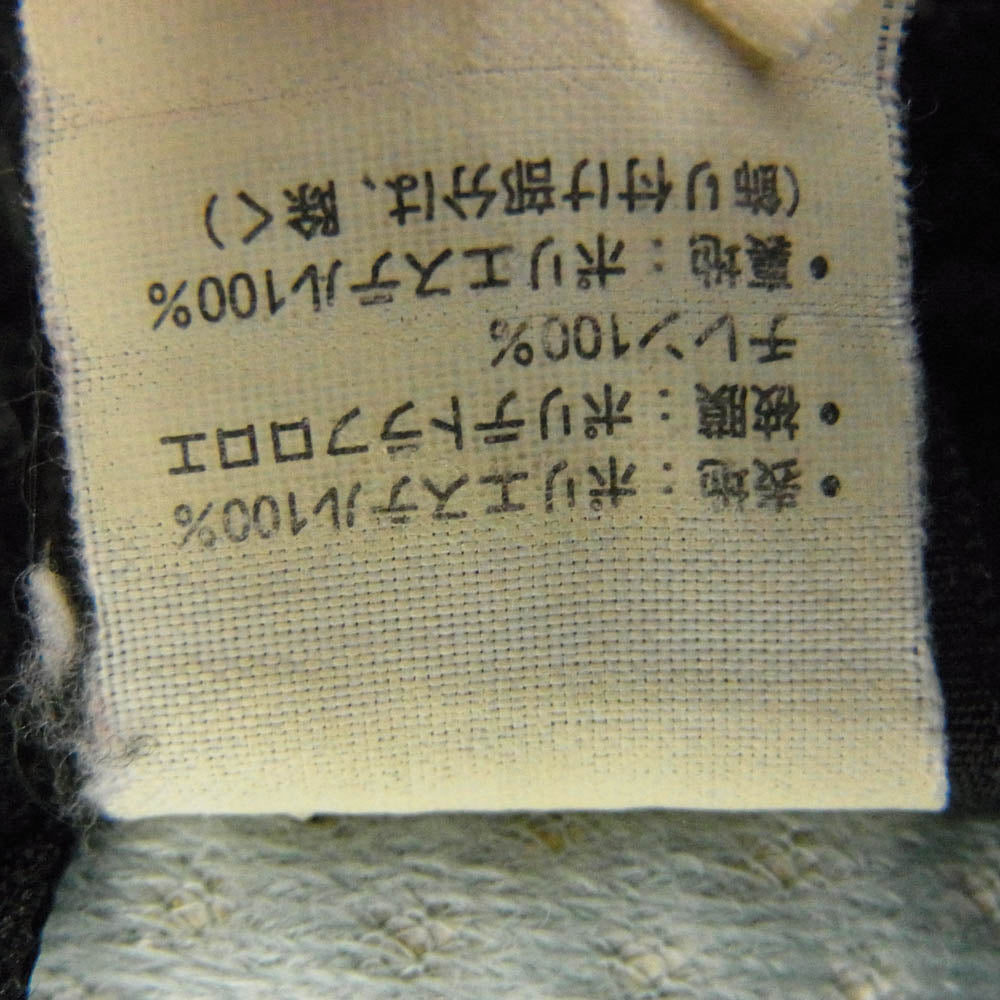 •表地：ポリエステル100%
•被膜：ポリテトラフロロエ
チレン100%
•裏地：ポリエステル100%
(飾り付け部分は、除く)